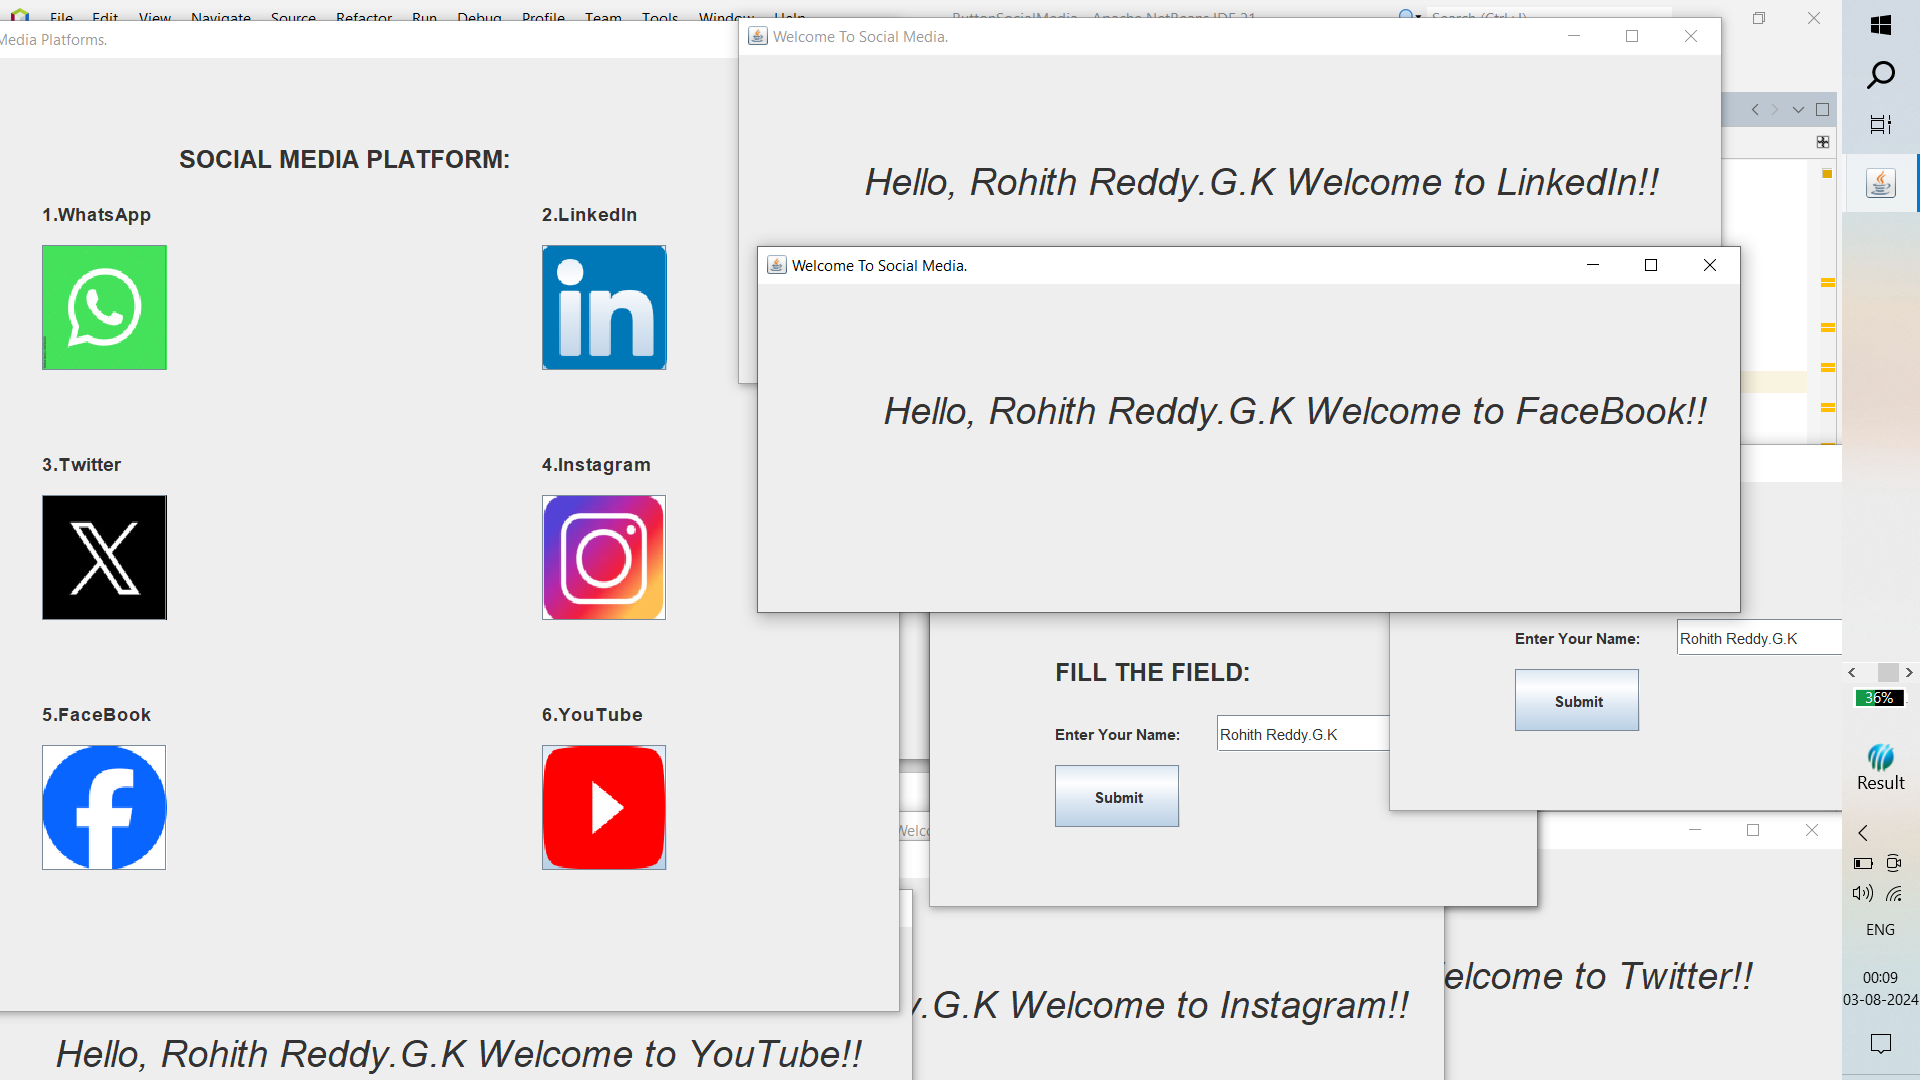 File Edit View Navigate Source Refactor Run Debug Profile Team Tools Window Help
ButtonSocialMedia - Apache NetBeans IDE 21
Search (Ctrl+I)
Media Platforms.
SOCIAL MEDIA PLATFORM:
1.WhatsApp
2.LinkedIn
in
3.Twitter
4.Instagram
5.FaceBook
6.YouTube
Welcome To Social Media.
Hello, Rohith Reddy.G.K Welcome to LinkedIn!!
Welcome To Social Media.
Hello, Rohith Reddy.G.K Welcome to FaceBook!!
Enter Your Name:
Rohith Reddy.G.K
Submit
FILL THE FIELD:
Enter Your Name:
Rohith Reddy.G.K
Submit
Welco
elcome to Twitter!!
y.G.K Welcome to Instagram!!
Hello, Rohith Reddy.G.K Welcome to YouTube!!
36%
Result
ENG
00:09
03-08-2024